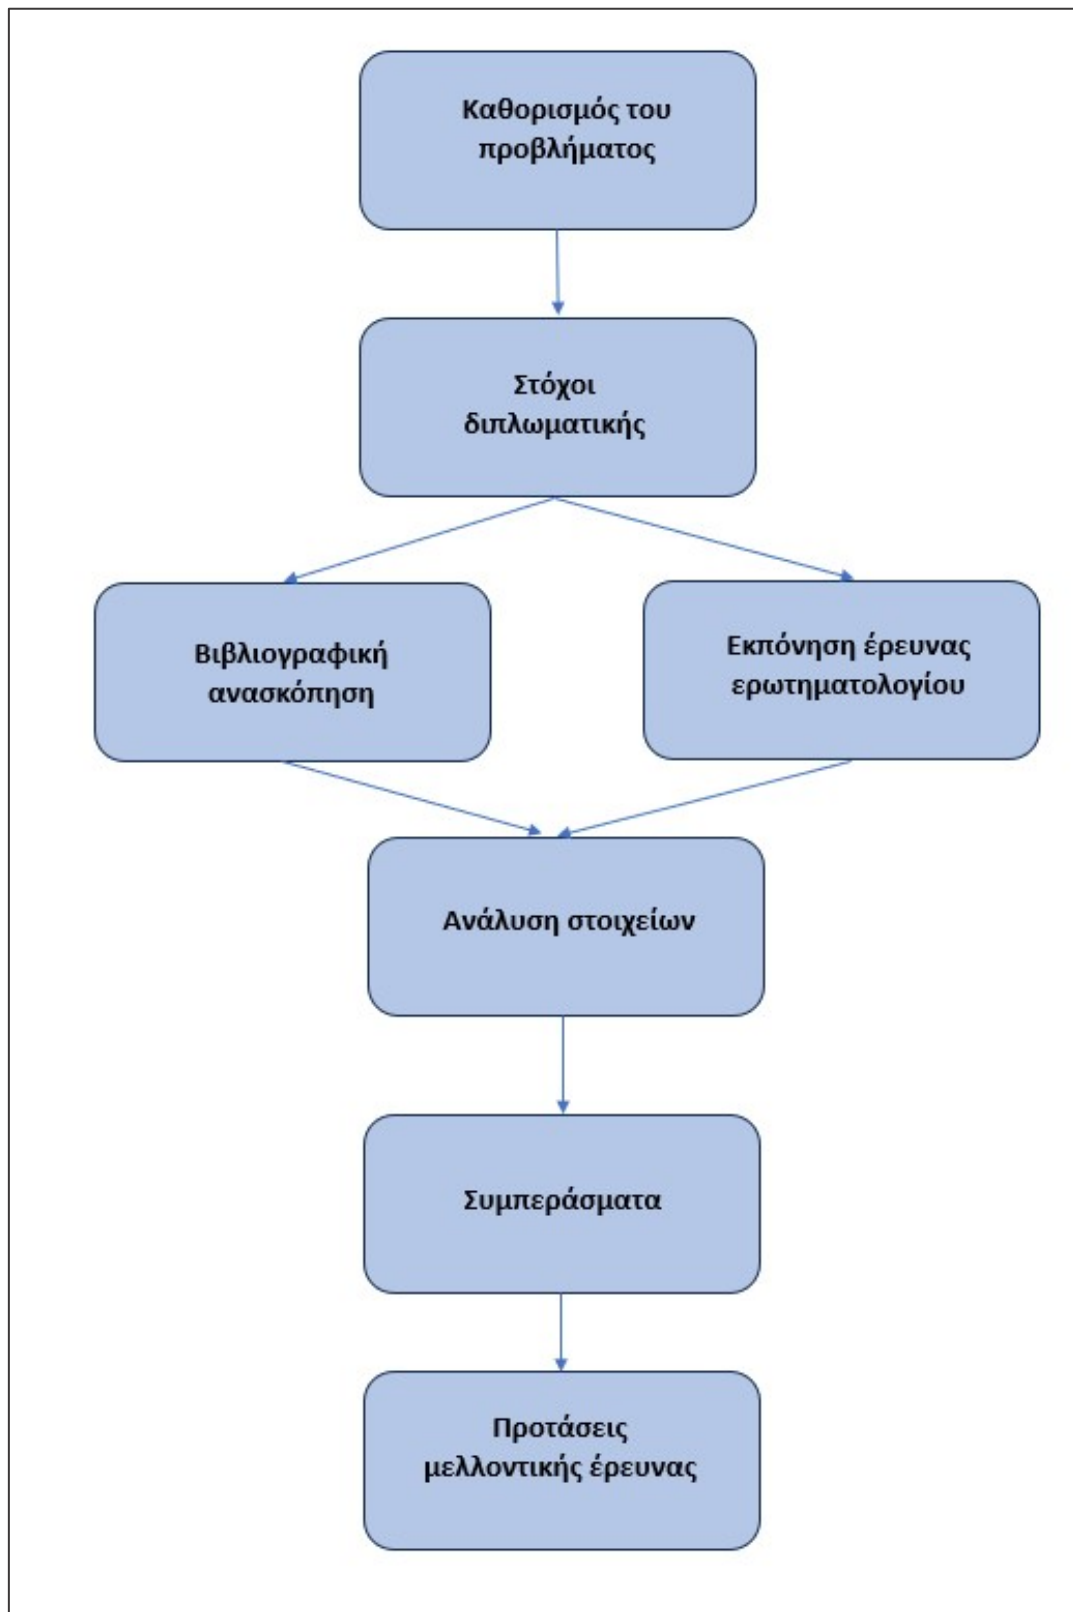 Καθορισμός του
προβλήματος
Στόχοι
διπλωματικής
Βιβλιογραφική
ανασκόπηση
Εκπόνηση έρευνας
ερωτηματολογίου
Ανάλυση στοιχείων
Συμπεράσματα
Προτάσεις
μελλοντικής έρευνας